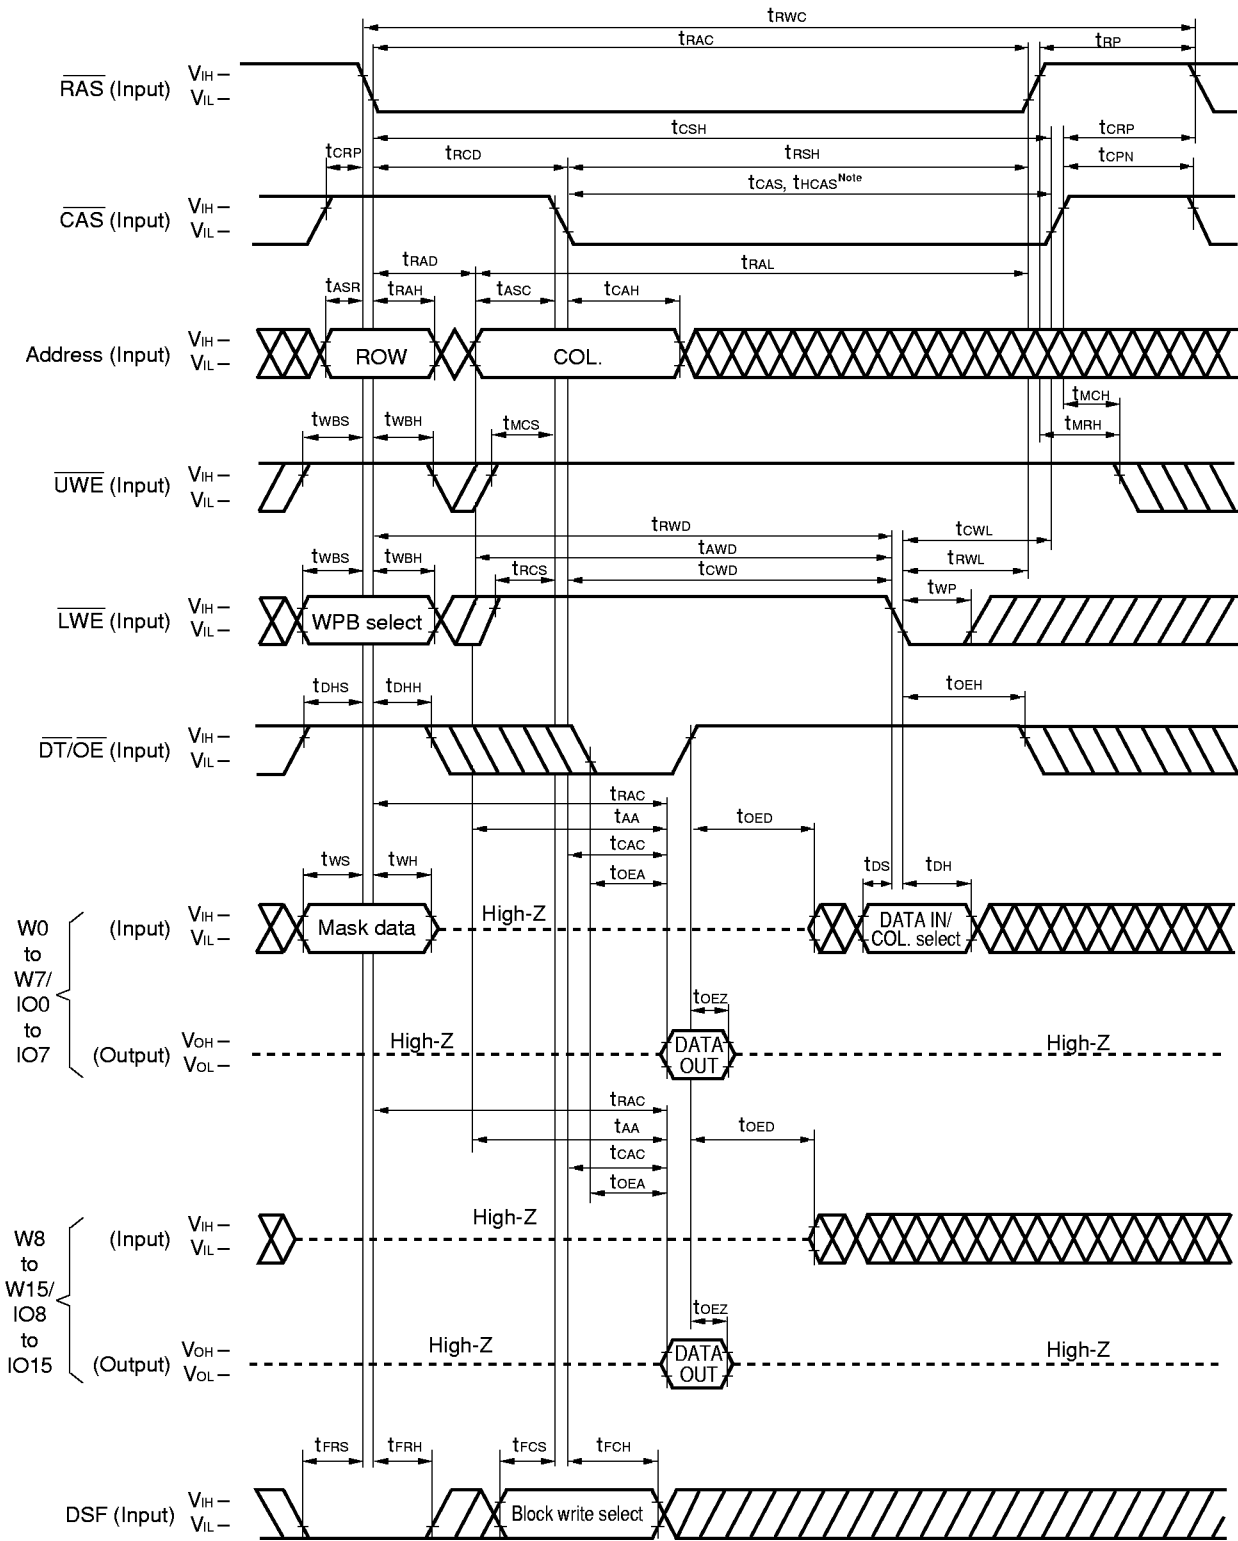 tRWC
tRAC
tRP
RAS (Input)
VIH
VIL
tCSH
tCRP
tCRP
tRCD
tRSH
tCPN
tCAS, tHCAS Note
CAS (Input)
VIH
VIL
tRAD
tRAL
tASR
tRAH
tASC
tCAH
Address (Input)
VIH
VIL
ROW
COL.
tMCH
tWBS
tWBH
tMCS
tMRH
UWE (Input)
VIH
VIL
tRWD
tCWL
tWBS
tWBH
tAWD
tRWL
tRCS
tCWD
tWP
LWE (Input)
VIH
VIL
WPB select
tDHS
tDHH
tOEH
DT/OE (Input)
VIH
VIL
tRAC
tAA
tOED
tCAC
tWS
tWH
tOEA
tDS
tDH
W0
to
W7/
IO0
to
IO7
(Input)
VIH
VIL
Mask data
High-Z
DATA IN/
COL. select
tOEZ
(Output)
VOH
VOL
High-Z
DATA
OUT
High-Z
tRAC
tAA
tOED
tCAC
tOEA
W8
to
W15/
IO8
to
IO15
(Input)
VIH
VIL
High-Z
tOEZ
(Output)
VOH
VOL
High-Z
DATA
OUT
High-Z
tFRS
tFRH
tFCS
tFCH
DSF (Input)
VIH
VIL
Block write select